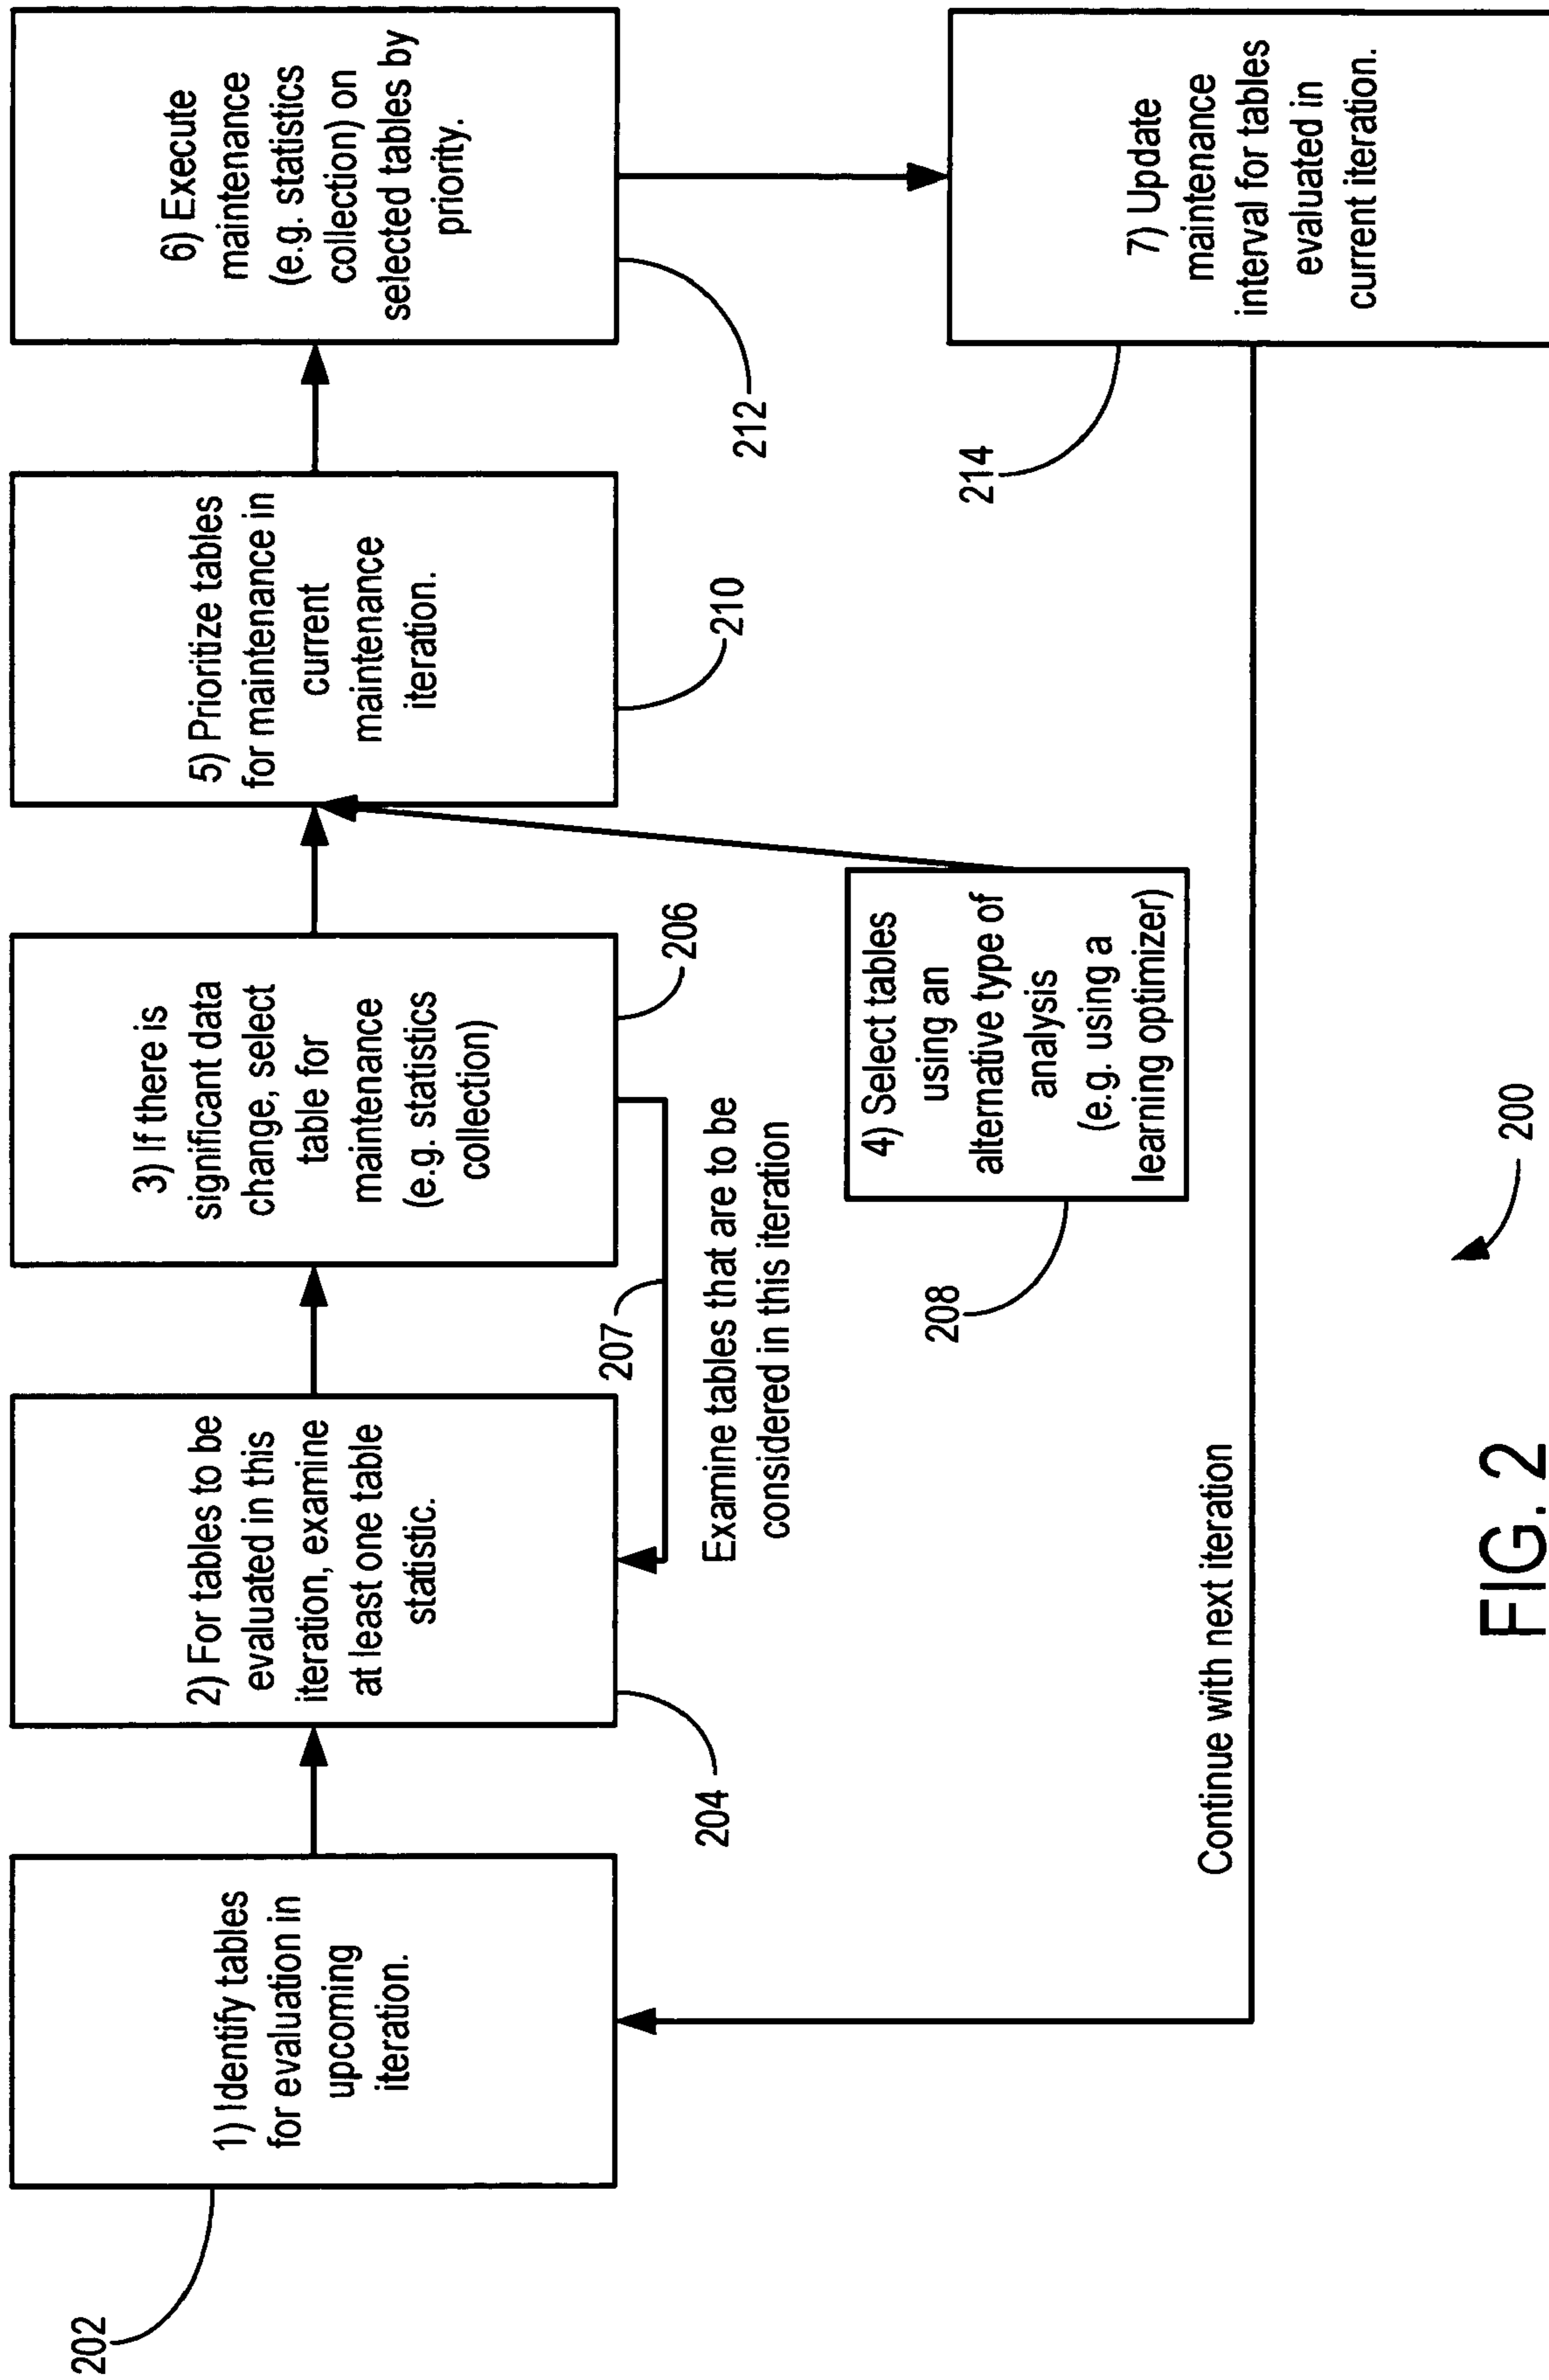 1) Identify tables
for evaluation in
upcoming
iteration.
202
2) For tables to be
evaluated in this
iteration, examine
at least one table
statistic.
204
3) If there is
significant data
change, select
table for
maintenance
(e.g. statistics
collection)
206
207
Examine tables that are to be
considered in this iteration
4) Select tables
using an
alternative type of
analysis
(e.g. using a
learning optimizer)
208
5) Prioritize tables
for maintenance in
current
maintenance
iteration.
210
6) Execute
maintenance
(e.g. statistics
collection) on
selected tables by
priority.
212
7) Update
maintenance
interval for tables
evaluated in
current iteration.
214
Continue with next iteration
200
FIG. 2